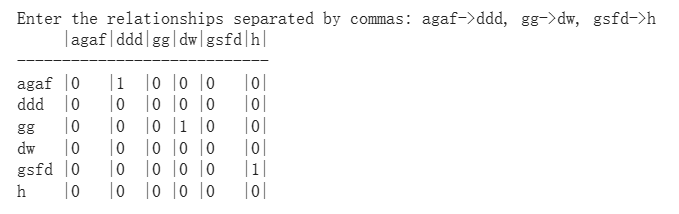 Enter the relationships separated by commas: agaf->ddd, gg->dw, gsfd->h
     |agaf|ddd|gg|dw|gsfd|h|
----------------------------
agaf |0   |1  |0 |0 |0   |0|
ddd  |0   |0  |0 |0 |0   |0|
gg   |0   |0  |0 |1 |0   |0|
dw   |0   |0  |0 |0 |0   |0|
gsfd |0   |0  |0 |0 |0   |1|
h    |0   |0  |0 |0 |0   |0|